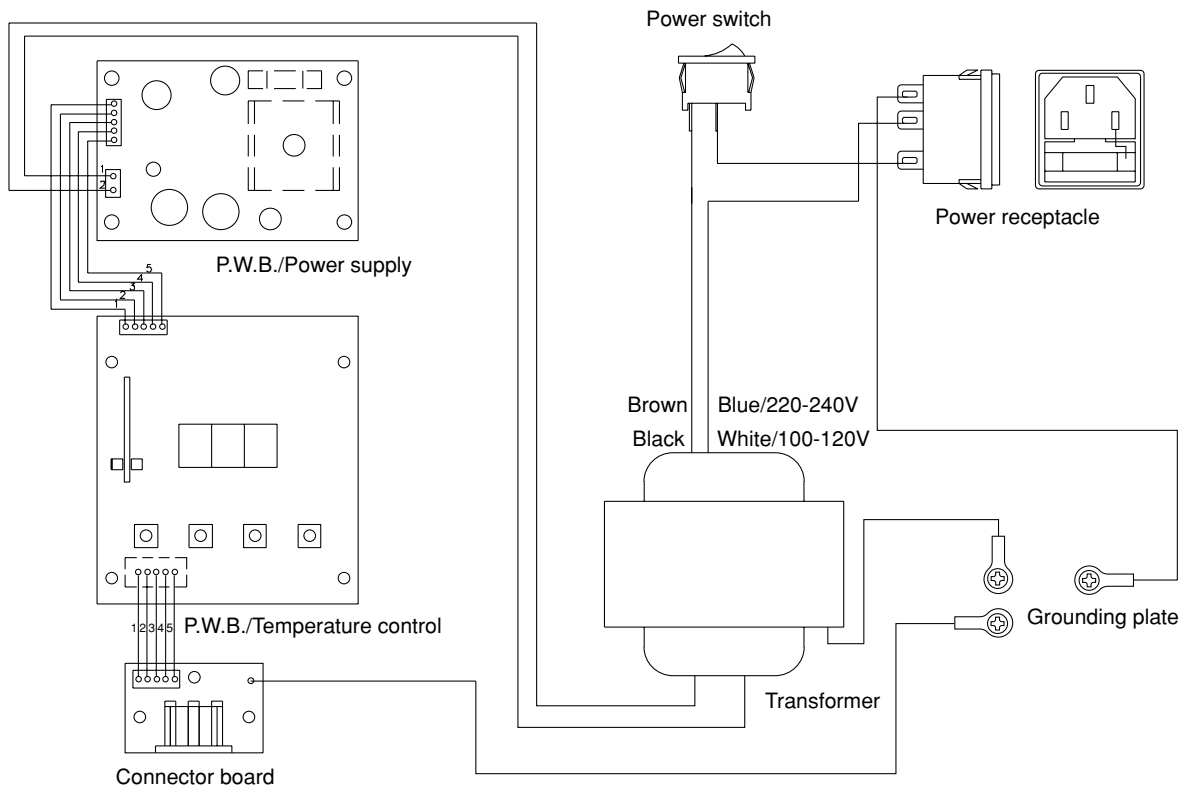 Power switch
Power receptacle
1
2
P.W.B./Power supply
5
4
3
2
1
Brown Blue/220-240V
Black White/100-120V
Grounding plate
1 2 3 4 5 P.W.B./Temperature control
Transformer
Connector board